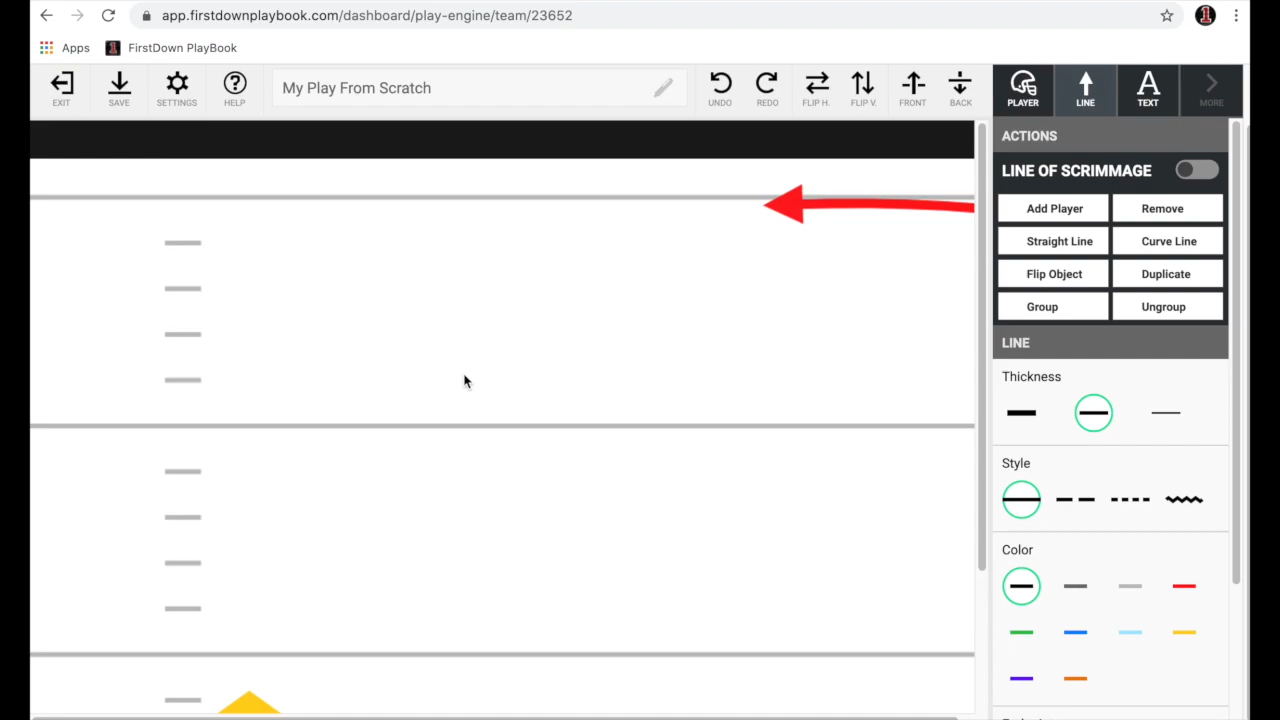 app.firstdownplaybook.com/dashboard/play-engine/team/23652
Apps FirstDown PlayBook
EXIT SAVE SETTINGS HELP My Play From Scratch UNDO REDO FLIP H. FLIP V. FRONT BACK PLAYER LINE TEXT MORE
ACTIONS
LINE OF SCRIMMAGE
Add Player Remove
Straight Line Curve Line
Flip Object Duplicate
Group Ungroup
LINE
Thickness
Style
Color